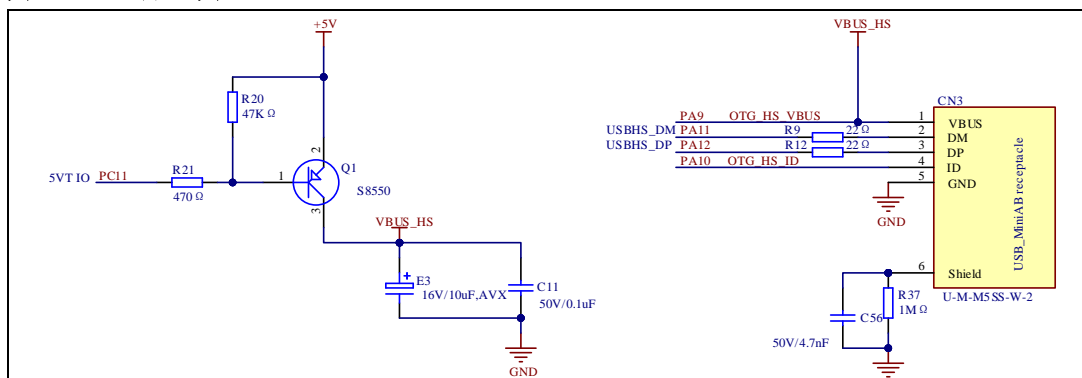 +5V
R20
47K Ω
5VT IO
PC11
R21
470 Ω
1
2
3
Q1
S8550
VBUS_HS
E3
16V/10uF,AVX
C11
50V/0.1uF
GND
VBUS_HS
CN3
PA9 OTG_HS_VBUS 1 VBUS
USBHS_DM PA11 R9 22 Ω 2 DM
USBHS_DP PA12 R12 22 Ω 3 DP
PA10 OTG_HS_ID 4 ID
5 GND
GND
USB_MiniAB receptacle
6 Shield
U-M-M5SS-W-2
R37
1M Ω
C56
50V/4.7nF